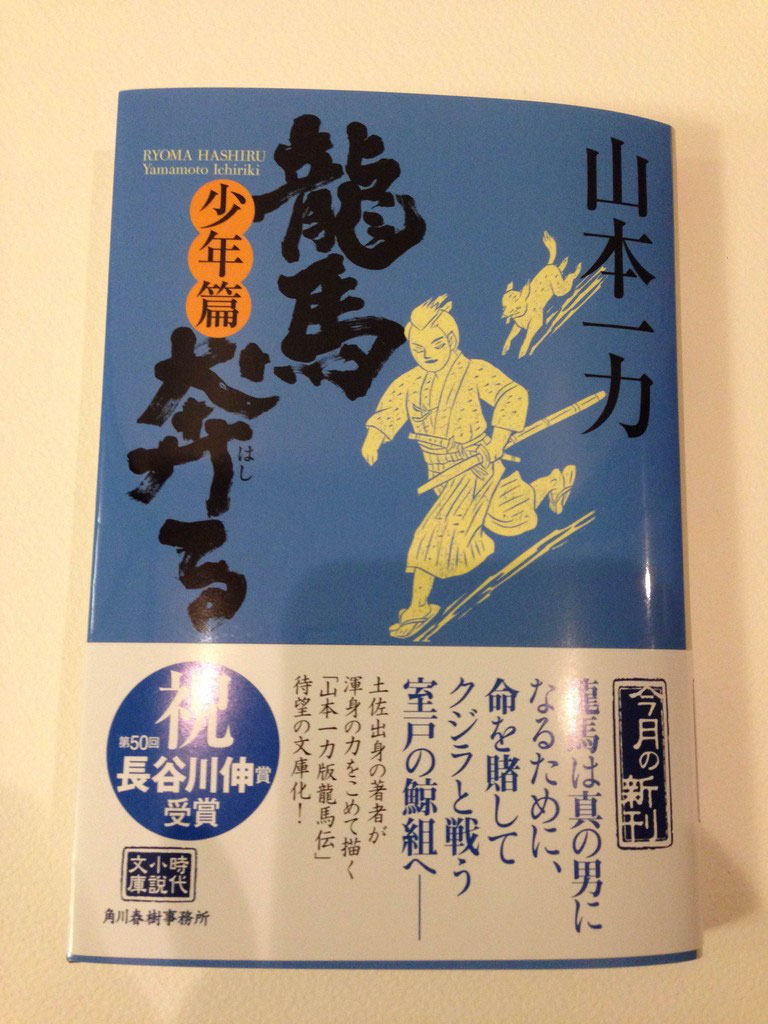 山本一力
龍馬
奔る
はし
少年篇
RYOMA HASHIRU
Yamamoto Ichiriki
今月の新刊
龍馬は真の男に
なるために、
命を賭して
クジラと戦う
室戸の鯨組へ――
土佐出身の著者が
渾身の力をこめて描く
「山本一力版龍馬伝」
待望の文庫化!
祝
第50回
長谷川伸賞
受賞
時代
小説
文庫
角川春樹事務所